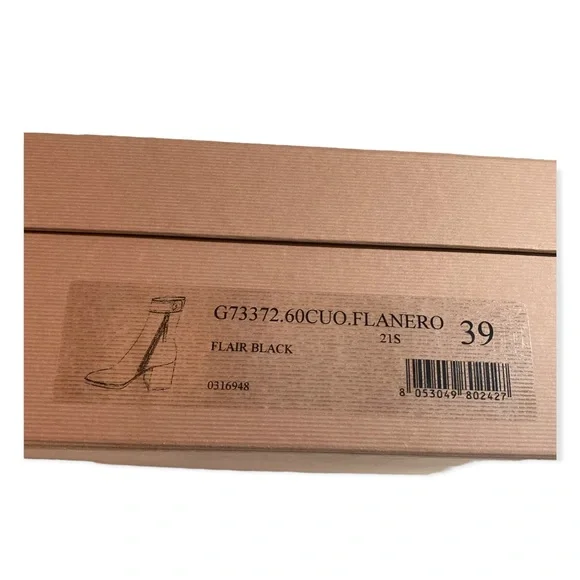 G73372.60CUO.FLANERO 39
21S
FLAIR BLACK
0316948
8 053049 802427